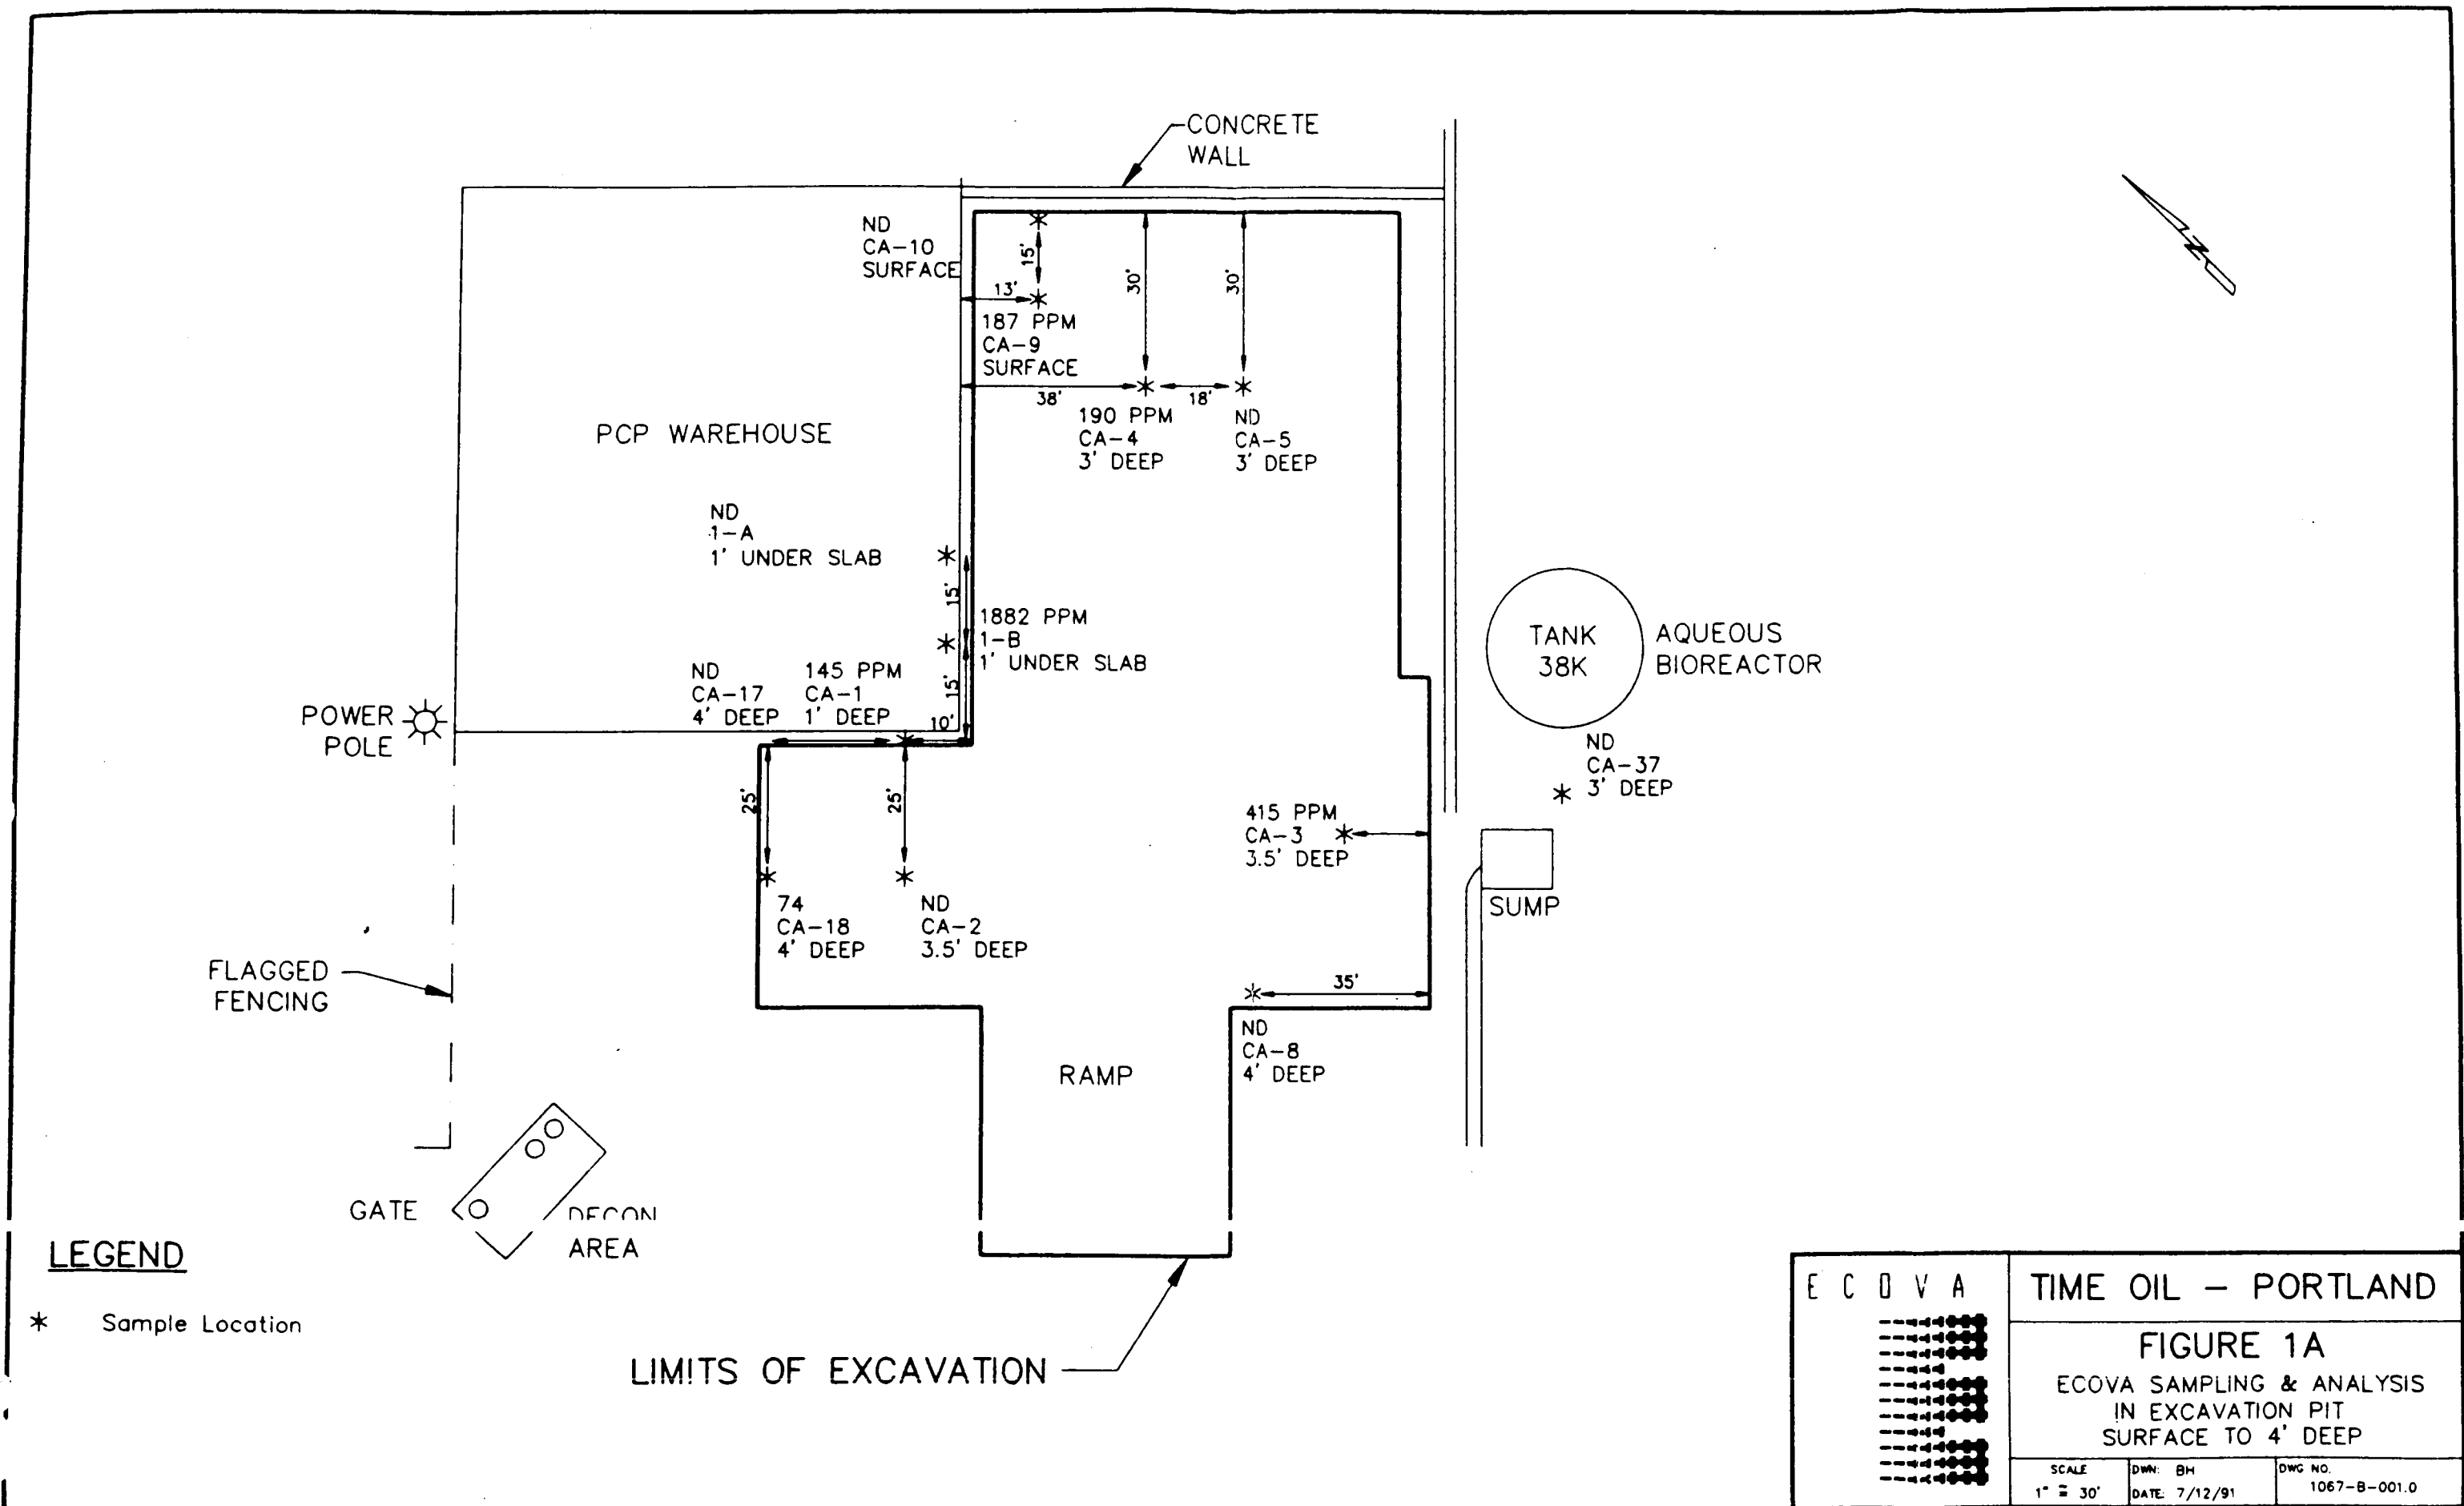 CONCRETE
WALL
ND
CA-10
SURFACE
15'
13'
30'
30'
187 PPM
CA-9
SURFACE
38'
18'
190 PPM
CA-4
3' DEEP
ND
CA-5
3' DEEP
PCP WAREHOUSE
ND
1-A
1' UNDER SLAB
15'
1882 PPM
1-B
1' UNDER SLAB
15'
TANK
38K
AQUEOUS
BIOREACTOR
ND
CA-17
4' DEEP
145 PPM
CA-1
1' DEEP
10'
POWER
POLE
ND
CA-37
3' DEEP
25'
25'
415 PPM
CA-3
3.5' DEEP
74
CA-18
4' DEEP
ND
CA-2
3.5' DEEP
SUMP
FLAGGED
FENCING
35'
ND
CA-8
4' DEEP
RAMP
GATE
DECON
AREA
N
LEGEND
* Sample Location
LIMITS OF EXCAVATION
ECOVA
TIME OIL - PORTLAND
FIGURE 1A
ECOVA SAMPLING & ANALYSIS
IN EXCAVATION PIT
SURFACE TO 4' DEEP
SCALE
1" ≅ 30'
DWN: BH
DATE: 7/12/91
DWG NO.
1067-B-001.0